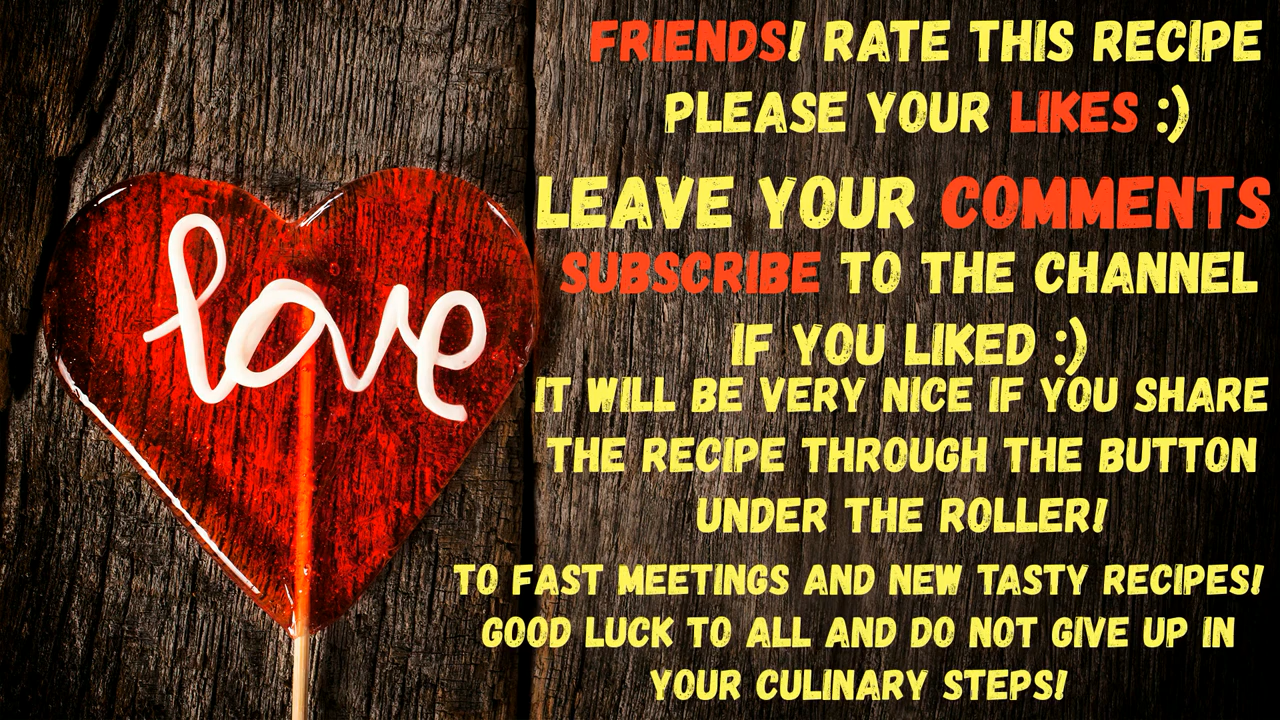 love
FRIENDS! RATE THIS RECIPE
PLEASE YOUR LIKES :)
LEAVE YOUR COMMENTS
SUBSCRIBE TO THE CHANNEL
IF YOU LIKED :)
IT WILL BE VERY NICE IF YOU SHARE
THE RECIPE THROUGH THE BUTTON
UNDER THE ROLLER!
TO FAST MEETINGS AND NEW TASTY RECIPES!
GOOD LUCK TO ALL AND DO NOT GIVE UP IN
YOUR CULINARY STEPS!